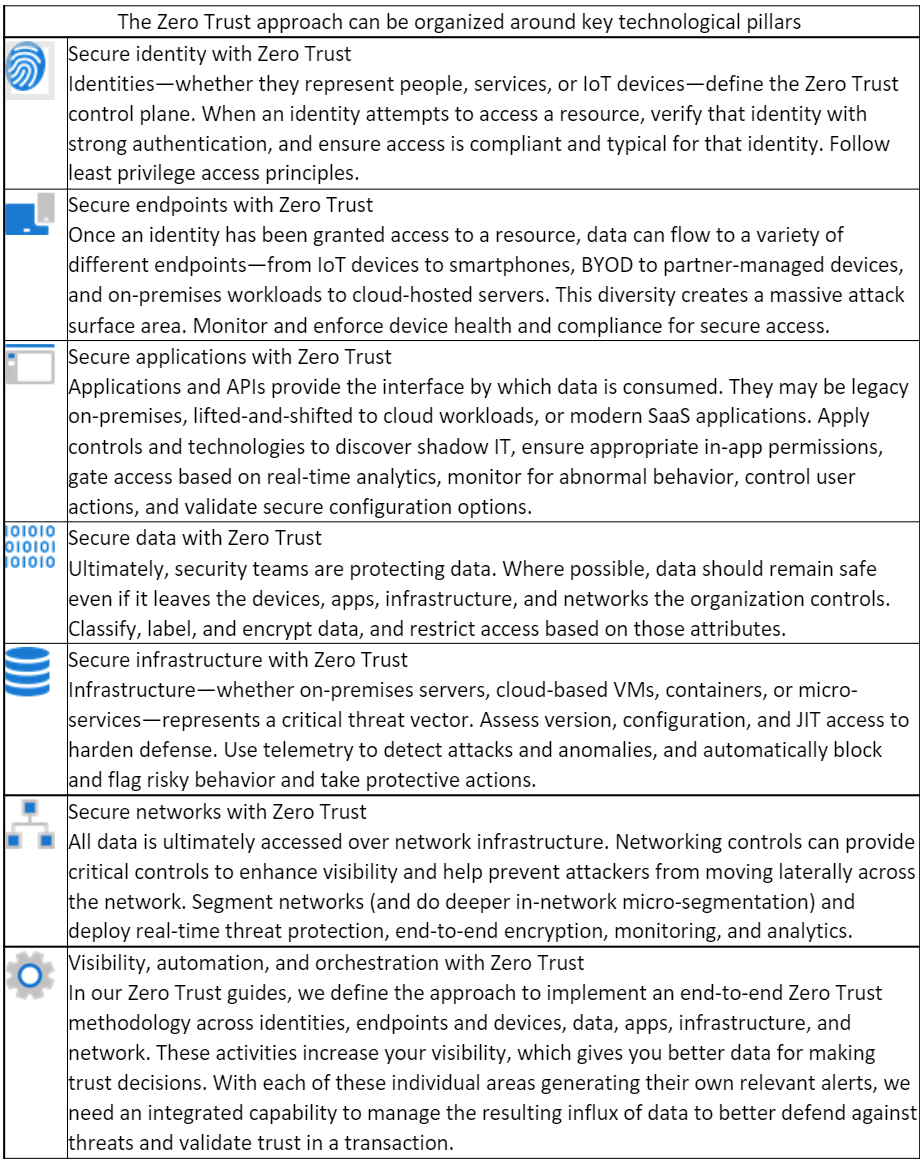 The Zero Trust approach can be organized around key technological pillars
Secure identity with Zero Trust
Identities—whether they represent people, services, or IoT devices—define the Zero Trust
control plane. When an identity attempts to access a resource, verify that identity with
strong authentication, and ensure access is compliant and typical for that identity. Follow
least privilege access principles.
Secure endpoints with Zero Trust
Once an identity has been granted access to a resource, data can flow to a variety of
different endpoints—from IoT devices to smartphones, BYOD to partner-managed devices,
and on-premises workloads to cloud-hosted servers. This diversity creates a massive attack
surface area. Monitor and enforce device health and compliance for secure access.
Secure applications with Zero Trust
Applications and APIs provide the interface by which data is consumed. They may be legacy
on-premises, lifted-and-shifted to cloud workloads, or modern SaaS applications. Apply
controls and technologies to discover shadow IT, ensure appropriate in-app permissions,
gate access based on real-time analytics, monitor for abnormal behavior, control user
actions, and validate secure configuration options.
101010
010101
101010
Secure data with Zero Trust
Ultimately, security teams are protecting data. Where possible, data should remain safe
even if it leaves the devices, apps, infrastructure, and networks the organization controls.
Classify, label, and encrypt data, and restrict access based on those attributes.
Secure infrastructure with Zero Trust
Infrastructure—whether on-premises servers, cloud-based VMs, containers, or micro-
services—represents a critical threat vector. Assess version, configuration, and JIT access to
harden defense. Use telemetry to detect attacks and anomalies, and automatically block
and flag risky behavior and take protective actions.
Secure networks with Zero Trust
All data is ultimately accessed over network infrastructure. Networking controls can provide
critical controls to enhance visibility and help prevent attackers from moving laterally across
the network. Segment networks (and do deeper in-network micro-segmentation) and
deploy real-time threat protection, end-to-end encryption, monitoring, and analytics.
Visibility, automation, and orchestration with Zero Trust
In our Zero Trust guides, we define the approach to implement an end-to-end Zero Trust
methodology across identities, endpoints and devices, data, apps, infrastructure, and
network. These activities increase your visibility, which gives you better data for making
trust decisions. With each of these individual areas generating their own relevant alerts, we
need an integrated capability to manage the resulting influx of data to better defend against
threats and validate trust in a transaction.